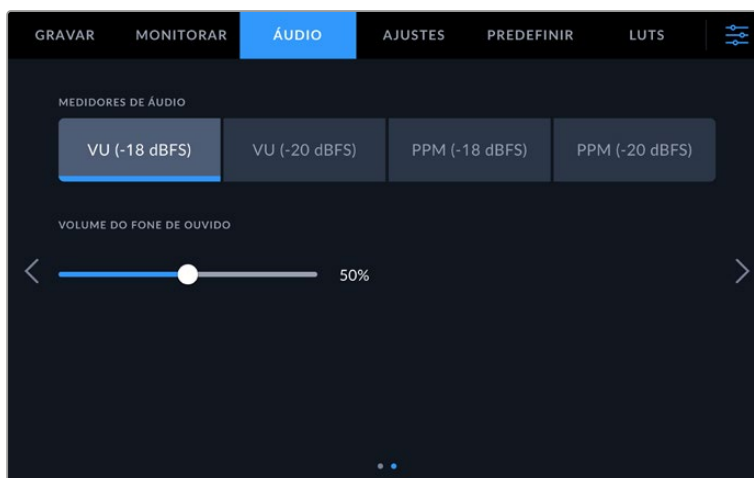 GRAVAR MONITORAR ÁUDIO AJUSTES PREDEFINIR LUTS
MEDIDORES DE ÁUDIO
VU (-18 dBFS) VU (-20 dBFS) PPM (-18 dBFS) PPM (-20 dBFS)
VOLUME DO FONE DE OUVIDO
50%